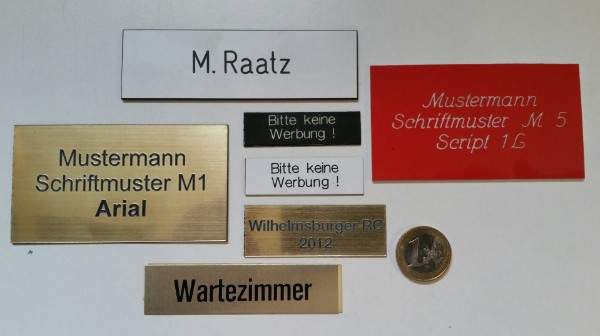 M. Raatz
Mustermann
Schriftmuster M 5
Script 1L
Bitte keine
Werbung !
Mustermann
Schriftmuster M1
Arial
Bitte keine
Werbung !
Wilhelmsburger RC
2012
1
Wartezimmer